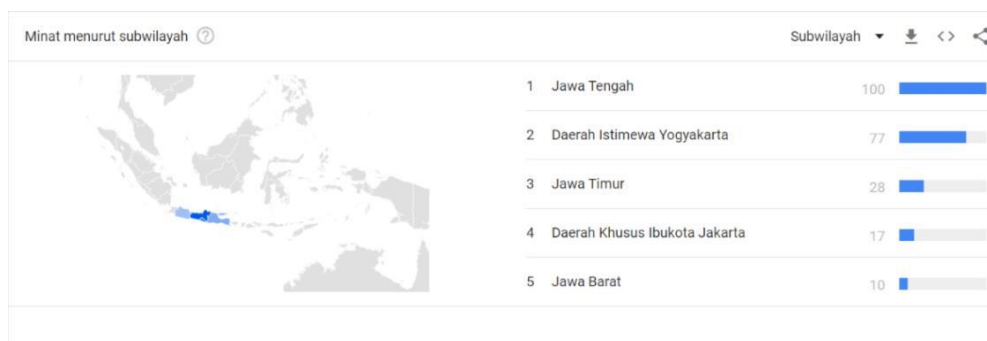 Minat menurut subwilayah ?
Subwilayah
1 Jawa Tengah 100
2 Daerah Istimewa Yogyakarta 77
3 Jawa Timur 28
4 Daerah Khusus Ibukota Jakarta 17
5 Jawa Barat 10